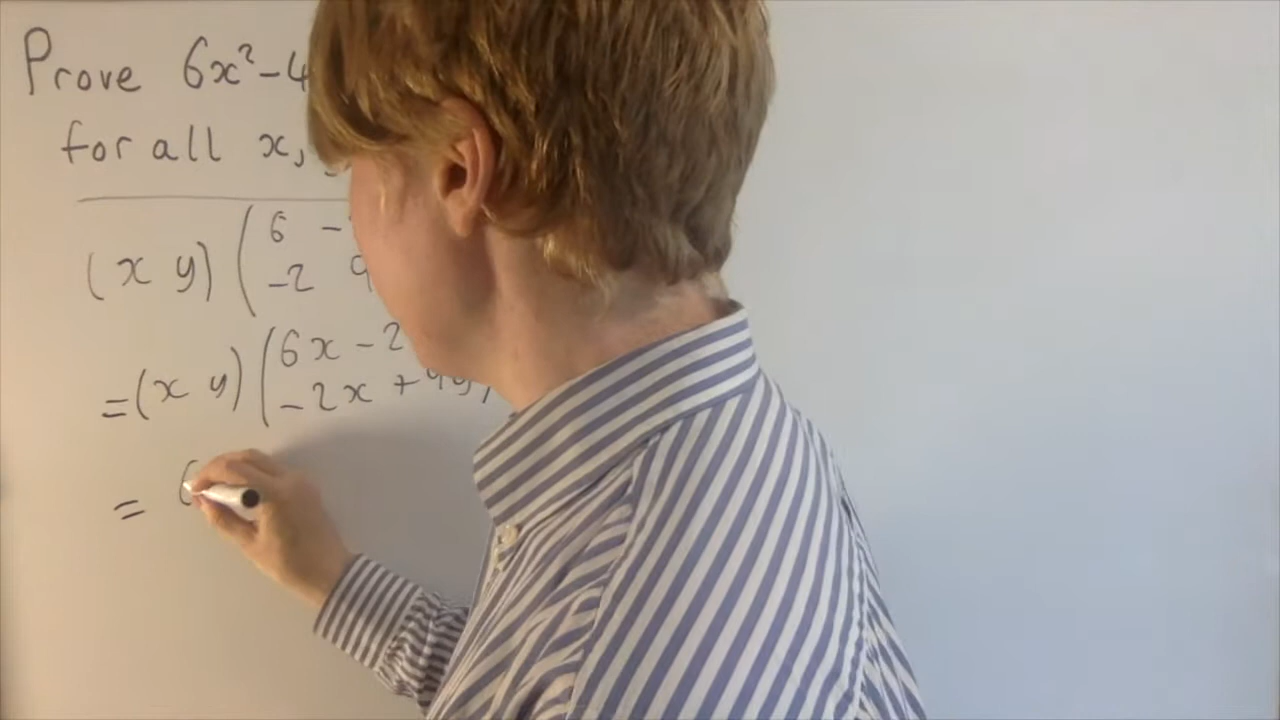 Prove 6x²-4
for all x,
(x y) (6 -
-2 9
=(x y) (6x - 2
-2x + 9y)
= 6